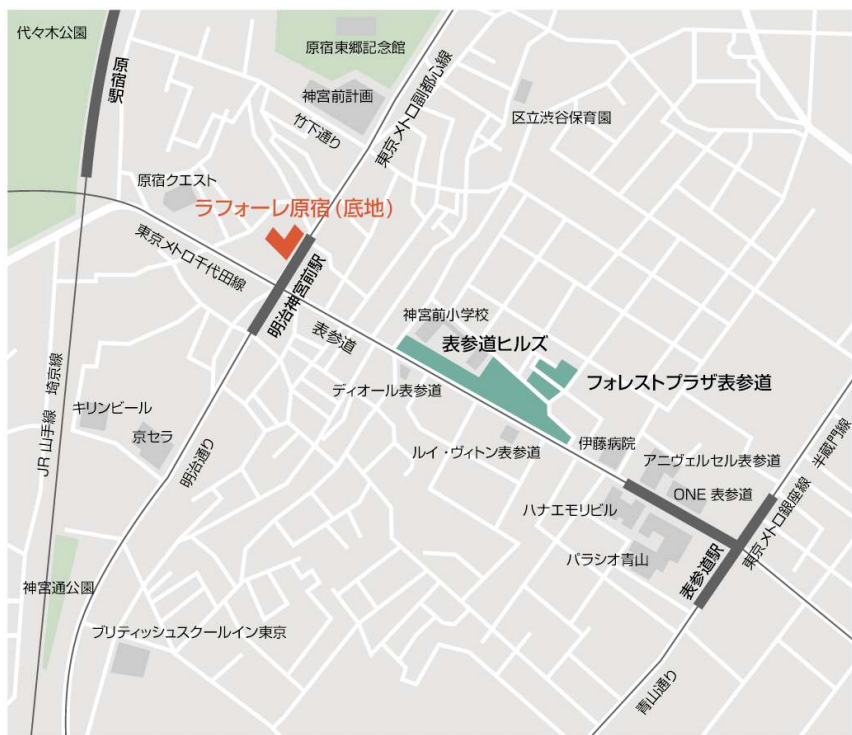 代々木公園
原宿駅
原宿東郷記念館
神宮前計画
竹下通り
東京メトロ副都心線
区立渋谷保育園
原宿クエスト
ラフォーレ原宿(底地)
東京メトロ千代田線
明治神宮前駅
表参道
神宮前小学校
表参道ヒルズ
フォレストプラザ表参道
ディオール表参道
JR山手線 埼京線
キリンビール
京セラ
明治通り
ルイ・ヴィトン表参道
伊藤病院
アニヴェルセル表参道
ONE 表参道
ハナエモリビル
パラシオ青山
表参道駅
東京メトロ銀座線 半蔵門線
神宮通公園
ブリティッシュスクールイン東京
青山通り